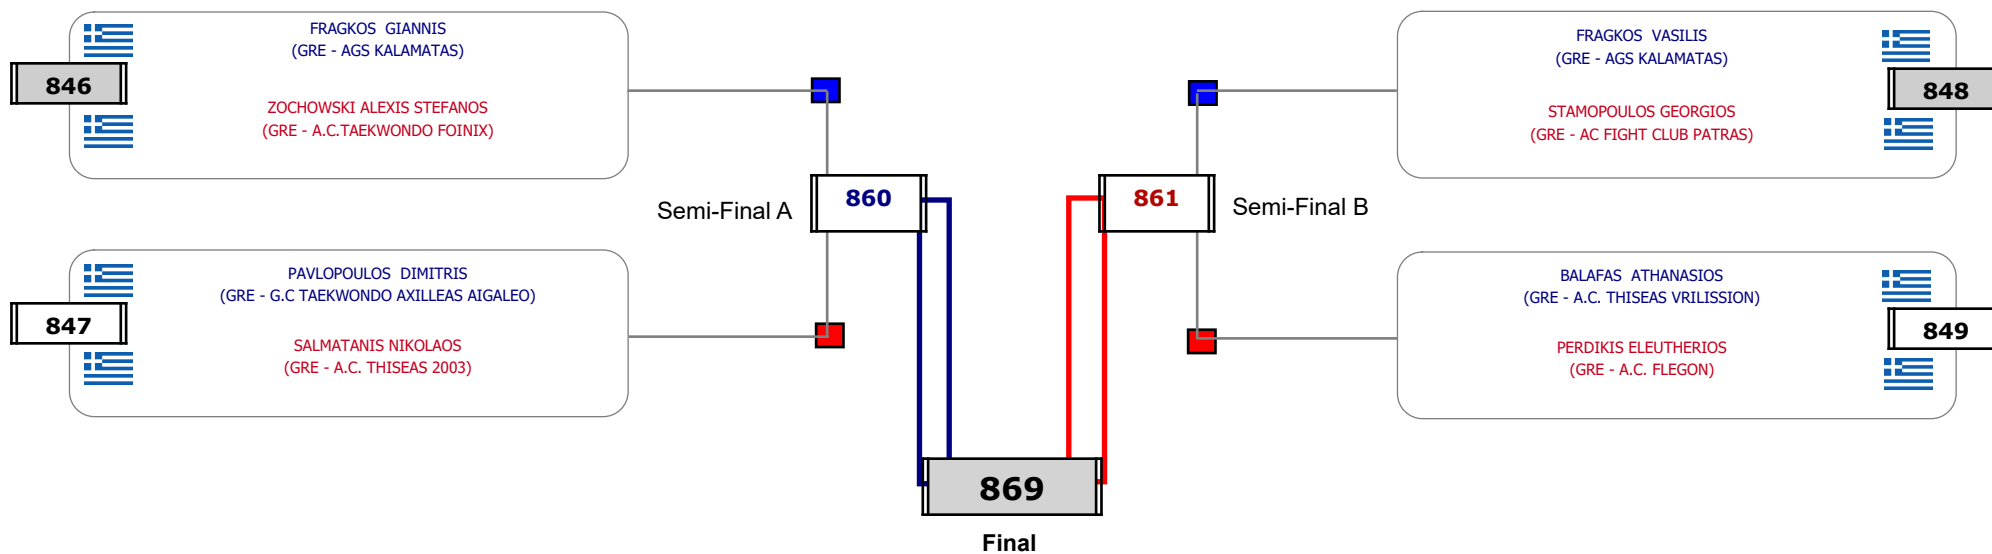 FRAGKOS GIANNIS
(GRE - AGS KALAMATAS)
846
ZOCHOWSKI ALEXIS STEFANOS
(GRE - A.C.TAEKWONDO FOINIX)
FRAGKOS VASILIS
(GRE - AGS KALAMATAS)
848
STAMOPOULOS GEORGIOS
(GRE - AC FIGHT CLUB PATRAS)
Semi-Final A
860
861
Semi-Final B
PAVLOPOULOS DIMITRIS
(GRE - G.C TAEKWONDO AXILLEAS AIGALEO)
847
SALMATANIS NIKOLAOS
(GRE - A.C. THISEAS 2003)
BALAFAS ATHANASIOS
(GRE - A.C. THISEAS VRILISSION)
849
PERDIKIS ELEUTHERIOS
(GRE - A.C. FLEGON)
869
Final